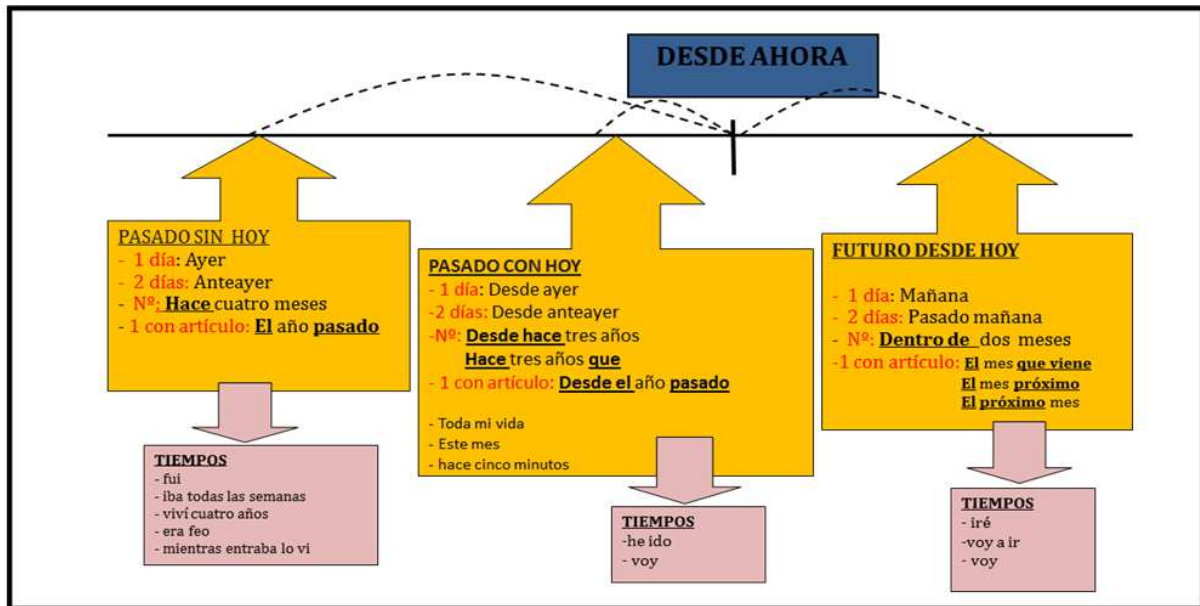 DESDE AHORA
PASADO SIN HOY
- 1 día: Ayer
- 2 días: Anteayer
- Nº: Hace cuatro meses
- 1 con artículo: El año pasado
TIEMPOS
- fui
- iba todas las semanas
- viví cuatro años
- era feo
- mientras entraba lo vi
PASADO CON HOY
- 1 día: Desde ayer
-2 días: Desde anteayer
-Nº: Desde hace tres años
Hace tres años que
- 1 con artículo: Desde el año pasado
- Toda mi vida
- Este mes
- hace cinco minutos
TIEMPOS
-he ido
- voy
FUTURO DESDE HOY
- 1 día: Mañana
- 2 días: Pasado mañana
- Nº: Dentro de dos meses
-1 con artículo: El mes que viene
El mes próximo
El próximo mes
TIEMPOS
- iré
-voy a ir
- voy